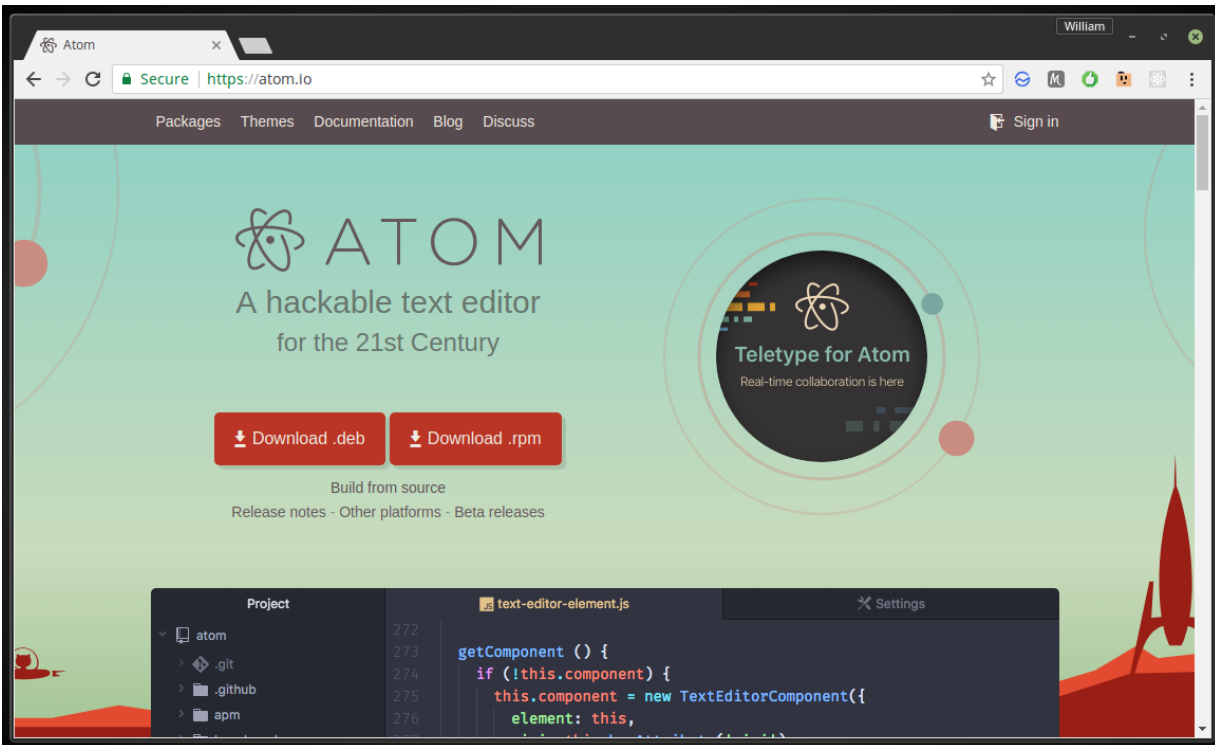 William
Atom
Secure https://atom.io
Packages Themes Documentation Blog Discuss Sign in
ATOM
A hackable text editor
for the 21st Century
Teletype for Atom
Real-time collaboration is here
Download .deb Download .rpm
Build from source
Release notes - Other platforms - Beta releases
Project text-editor-element.js Settings
atom
.git
.github
apm
272
273 getComponent () {
274 if (!this.component) {
275 this.component = new TextEditorComponent({
276 element: this,